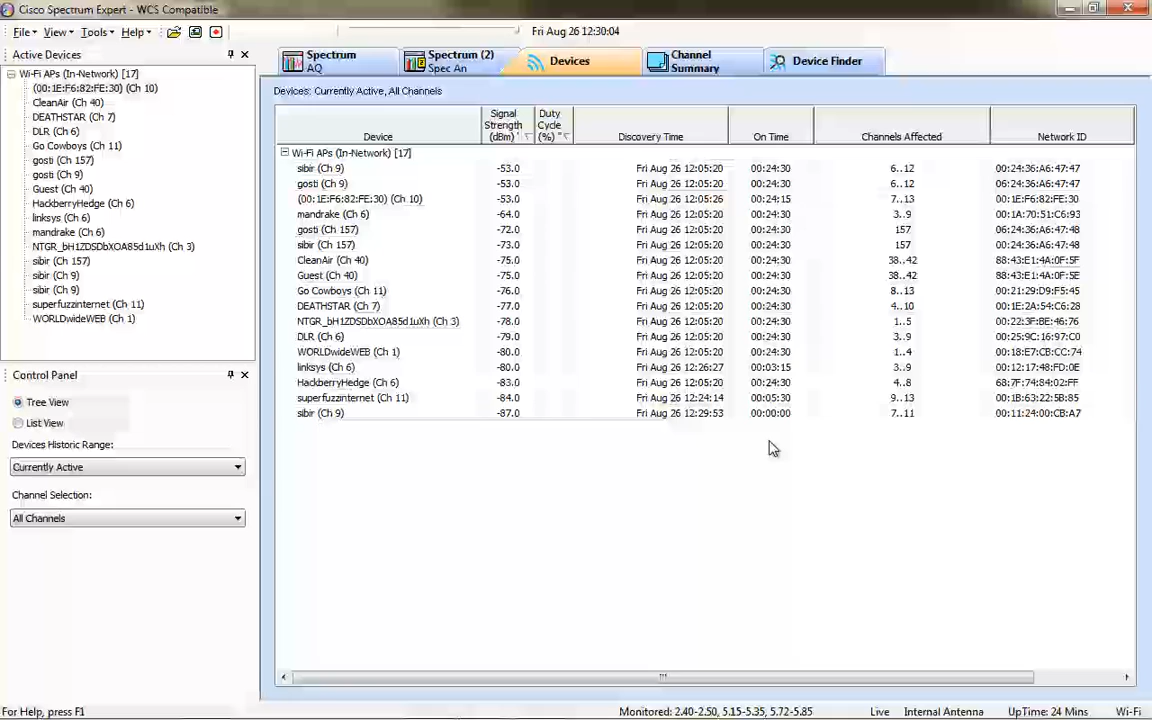 Cisco Spectrum Expert - WCS Compatible
File View Tools Help
Fri Aug 26 12:30:04
Active Devices
Wi-Fi APs (In-Network) [17]
(00:1E:F6:82:FE:30) (Ch 10)
CleanAir (Ch 40)
DEATHSTAR (Ch 7)
DLR (Ch 6)
Go Cowboys (Ch 11)
gosti (Ch 157)
gosti (Ch 9)
Guest (Ch 40)
HackberryHedge (Ch 6)
linksys (Ch 6)
mandrake (Ch 6)
NTGR_bH1ZDSDbXOA85d1uXh (Ch 3)
sibir (Ch 157)
sibir (Ch 9)
sibir (Ch 9)
superfuzzinternet (Ch 11)
WORLDwideWEB (Ch 1)
Control Panel
Tree View
List View
Devices Historic Range:
Currently Active
Channel Selection:
All Channels
Spectrum AQ
Spectrum (2) Spec An
Devices
Channel Summary
Device Finder
Devices: Currently Active, All Channels
Device Signal Strength (dBm) Duty Cycle (%) Discovery Time On Time Channels Affected Network ID
Wi-Fi APs (In-Network) [17]
sibir (Ch 9) -53.0 Fri Aug 26 12:05:20 00:24:30 6..12 00:24:36:A6:47:47
gosti (Ch 9) -53.0 Fri Aug 26 12:05:20 00:24:30 6..12 06:24:36:A6:47:47
(00:1E:F6:82:FE:30) (Ch 10) -53.0 Fri Aug 26 12:05:26 00:24:15 7..13 00:1E:F6:82:FE:30
mandrake (Ch 6) -64.0 Fri Aug 26 12:05:20 00:24:30 3..9 00:1A:70:51:C6:93
gosti (Ch 157) -72.0 Fri Aug 26 12:05:20 00:24:30 157 06:24:36:A6:47:48
sibir (Ch 157) -73.0 Fri Aug 26 12:05:20 00:24:30 157 00:24:36:A6:47:48
CleanAir (Ch 40) -75.0 Fri Aug 26 12:05:20 00:24:30 38..42 88:43:E1:4A:0F:5F
Guest (Ch 40) -75.0 Fri Aug 26 12:05:20 00:24:30 38..42 88:43:E1:4A:0F:5E
Go Cowboys (Ch 11) -76.0 Fri Aug 26 12:05:20 00:24:30 8..13 00:21:29:D9:F5:45
DEATHSTAR (Ch 7) -77.0 Fri Aug 26 12:05:20 00:24:30 4..10 00:1E:2A:54:C6:28
NTGR_bH1ZDSDbXOA85d1uXh (Ch 3) -78.0 Fri Aug 26 12:05:20 00:24:30 1..5 00:22:3F:BE:46:76
DLR (Ch 6) -79.0 Fri Aug 26 12:05:20 00:24:30 3..9 00:25:9C:16:97:C0
WORLDwideWEB (Ch 1) -80.0 Fri Aug 26 12:05:20 00:24:30 1..4 00:18:E7:CB:CC:74
linksys (Ch 6) -80.0 Fri Aug 26 12:26:27 00:03:15 3..9 00:12:17:48:FD:0E
HackberryHedge (Ch 6) -83.0 Fri Aug 26 12:05:20 00:24:30 4..8 68:7F:74:84:02:FF
superfuzzinternet (Ch 11) -84.0 Fri Aug 26 12:24:14 00:05:30 9..13 00:1B:63:22:5B:85
sibir (Ch 9) -87.0 Fri Aug 26 12:29:53 00:00:00 7..11 00:11:24:00:CB:A7
For Help, press F1
Monitored: 2.40-2.50, 5.15-5.35, 5.72-5.85 Live Internal Antenna UpTime: 24 Mins Wi-Fi